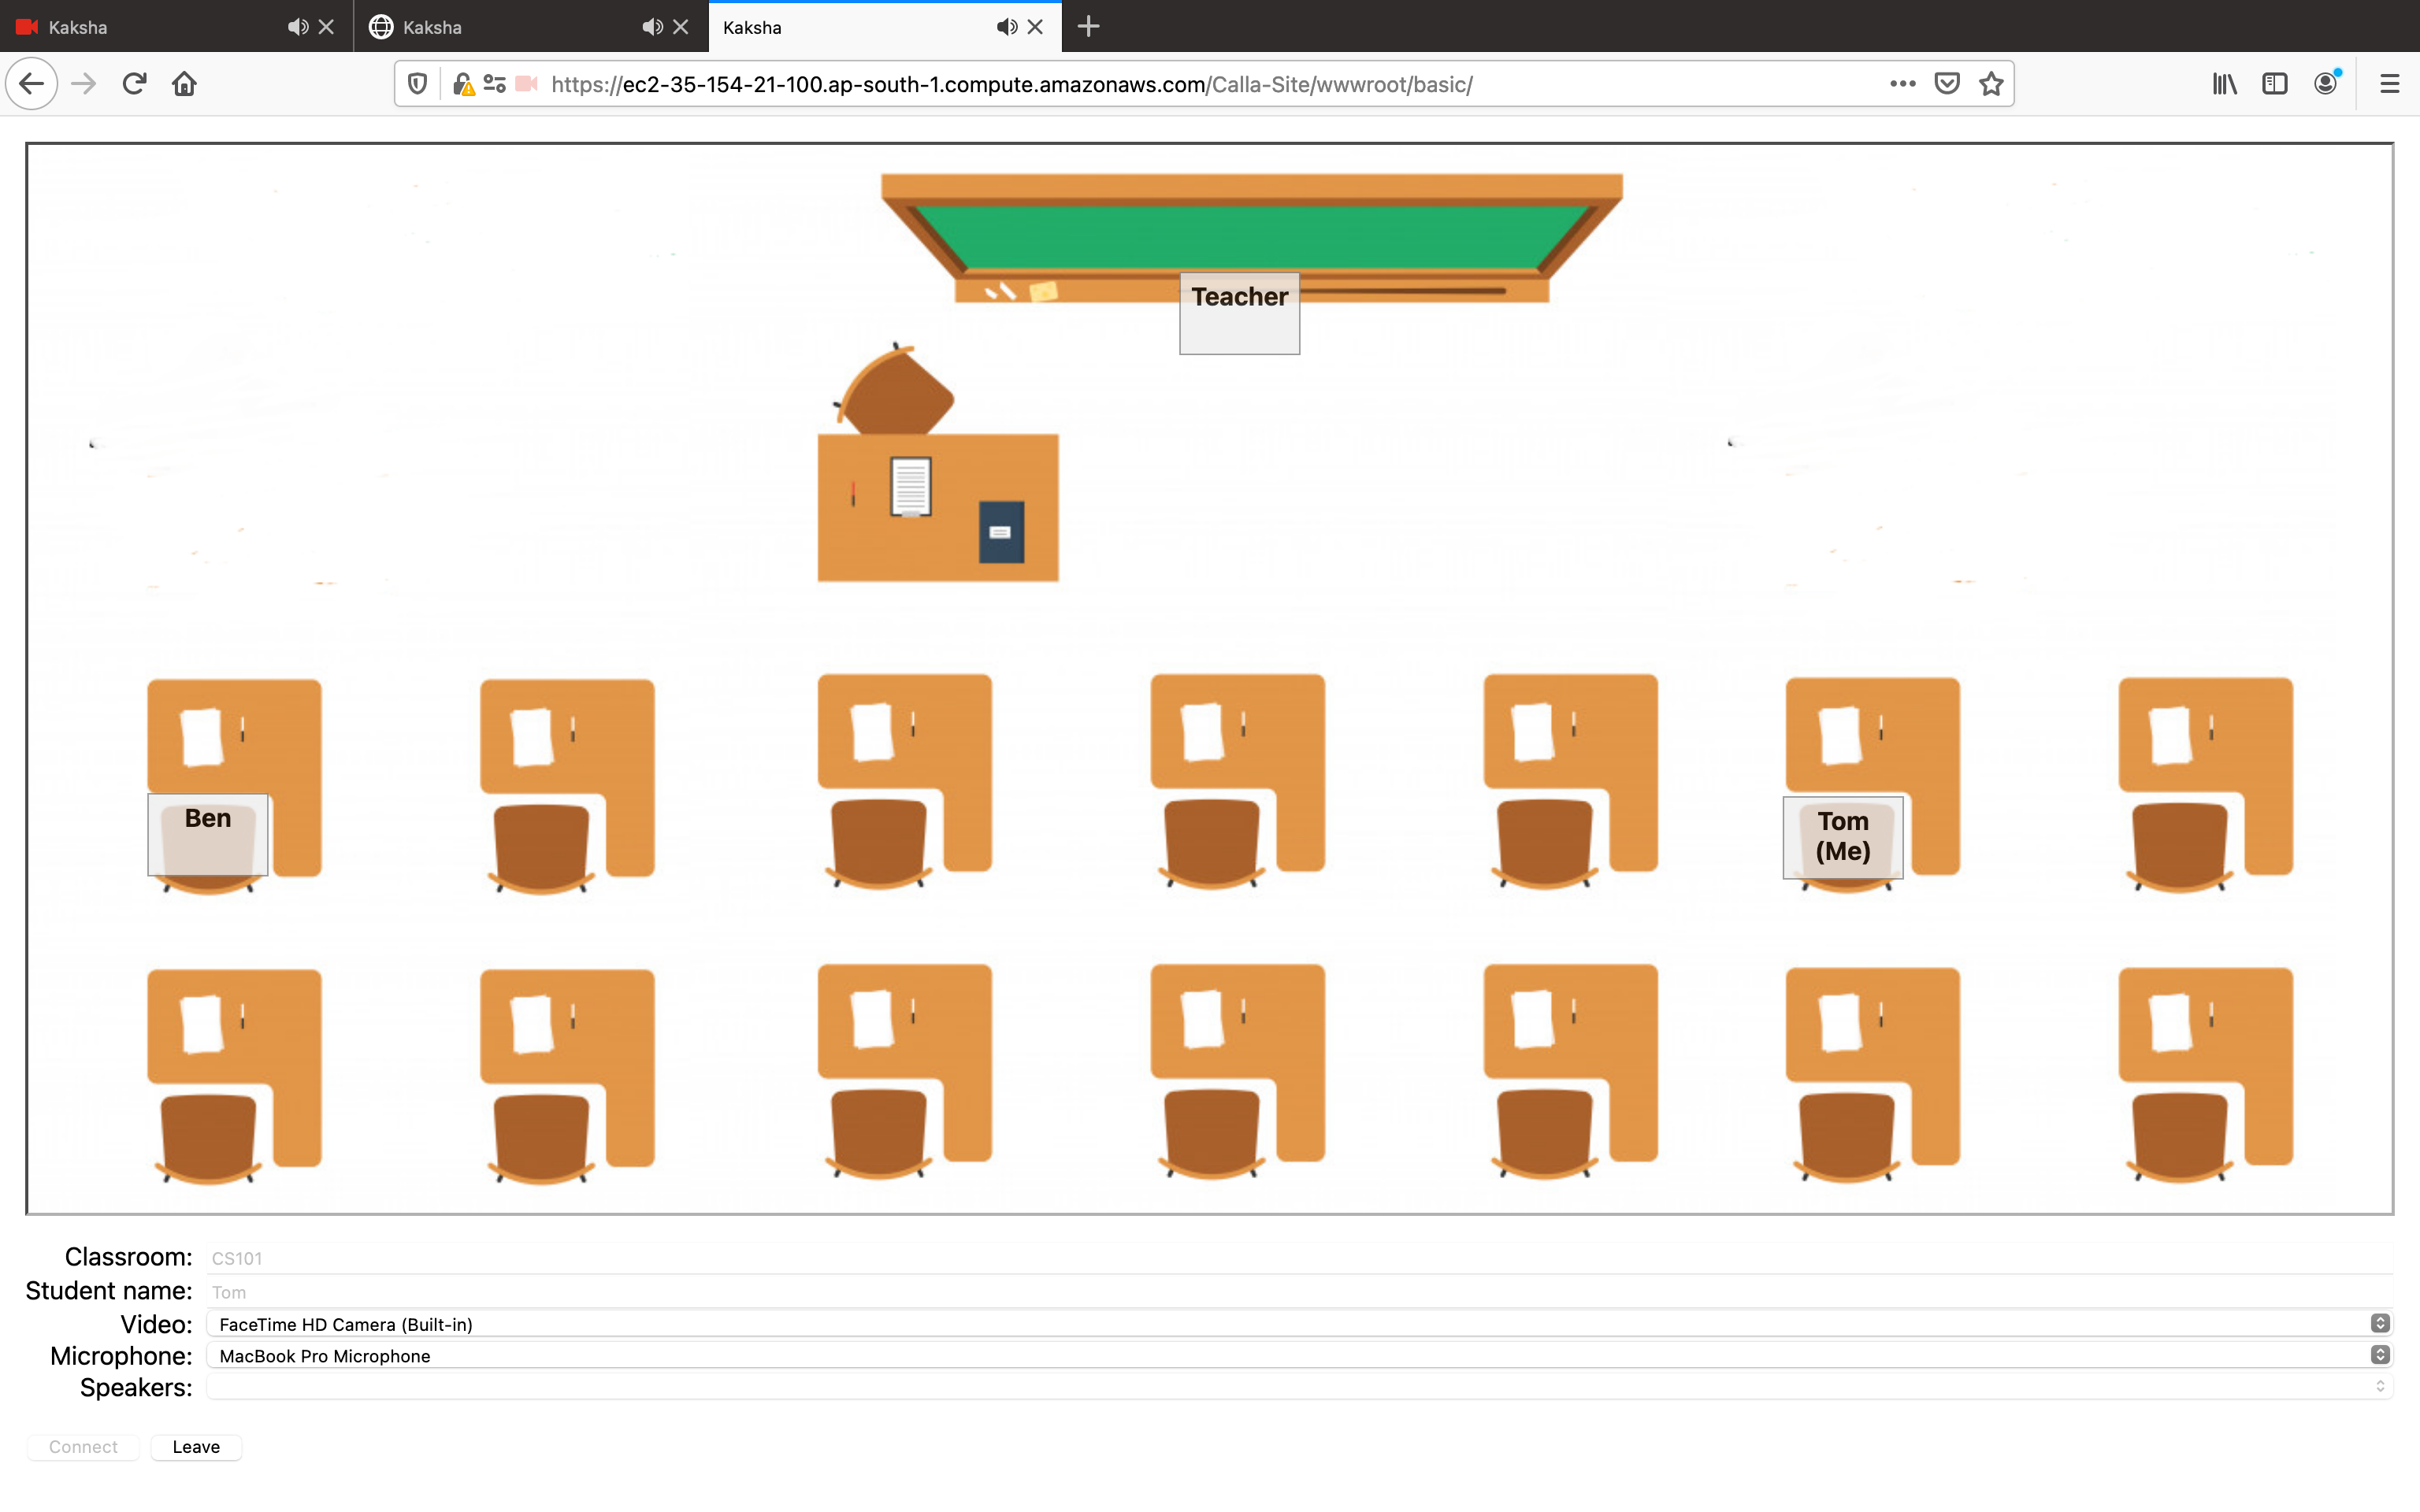 Kaksha
Kaksha
Kaksha
https://ec2-35-154-21-100.ap-south-1.compute.amazonaws.com/Calla-Site/wwwroot/basic/
Teacher
Ben
Tom
(Me)
Classroom: CS101
Student name: Tom
Video: FaceTime HD Camera (Built-in)
Microphone: MacBook Pro Microphone
Speakers:
Connect Leave